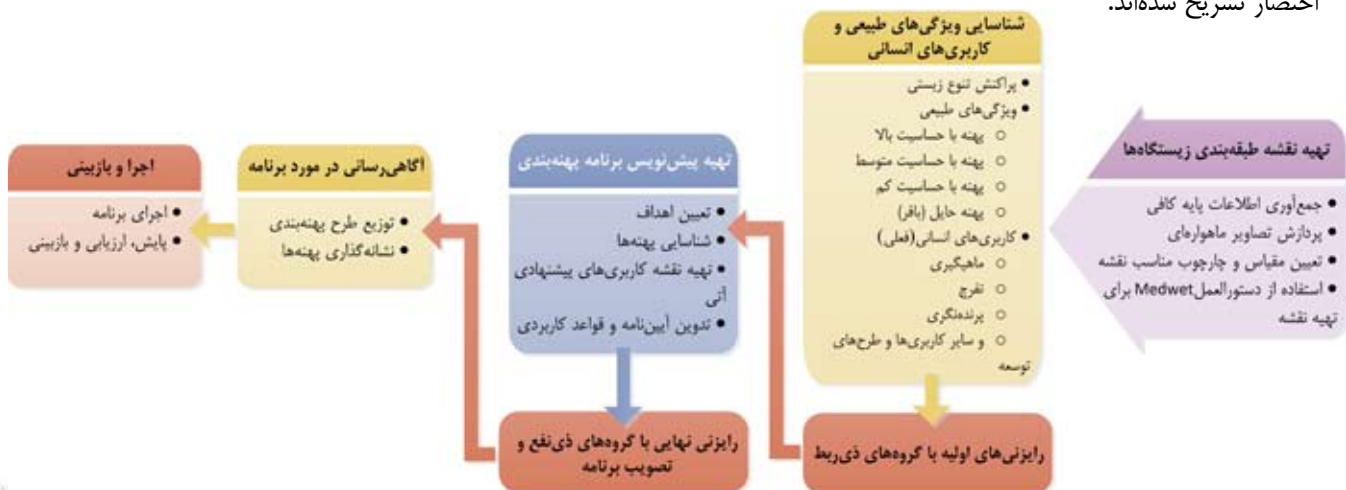 اختصار تشریح شده‌اند.
تهیه نقشه طبقه‌بندی زیستگاه‌ها
● جمع‌آوری اطلاعات پایه کافی
● پردازش تصاویر ماهواره‌ای
● تعیین مقیاس و چارچوب مناسب نقشه
● استفاده از دستورالعمل Medwet برای
تهیه نقشه
شناسایی ویژگی‌های طبیعی و
کاربری‌های انسانی
● پراکنش تنوع زیستی
● ویژگی‌های طبیعی
○ پهنه با حساسیت بالا
○ پهنه با حساسیت متوسط
○ پهنه با حساسیت کم
○ پهنه حایل (بافر)
● کاربری‌های انسانی(فعلی)
○ ماهیگیری
○ تفرج
○ پرنده‌نگری
○ و سایر کاربری‌ها و طرح‌های
توسعه
رایزنی‌های اولیه با گروه‌های ذی‌ربط
تهیه پیش‌نویس برنامه پهنه‌بندی
● تعیین اهداف
● شناسایی پهنه‌ها
● تهیه نقشه کاربری‌های پیشنهادی
آتی
● تدوین آیین‌نامه و قواعد کاربردی
رایزنی نهایی با گروه‌های ذی‌نفع و
تصویب برنامه
آگاهی‌رسانی در مورد برنامه
● توزیع طرح پهنه‌بندی
● نشانه‌گذاری پهنه‌ها
اجرا و بازبینی
● اجرای برنامه
● پایش، ارزیابی و بازبینی